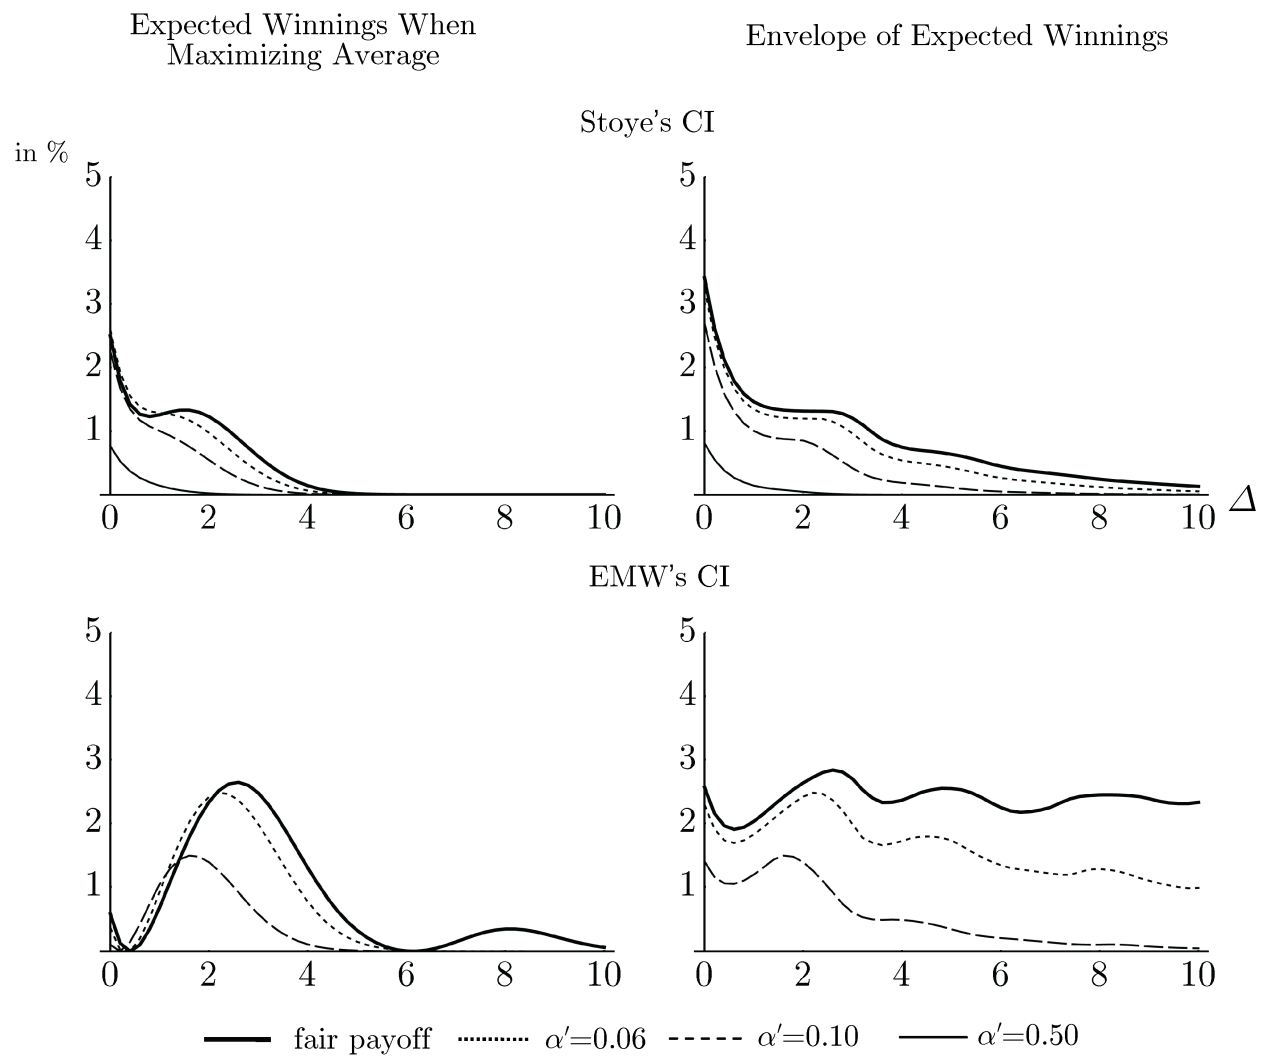 Expected Winnings When
Maximizing Average
Envelope of Expected Winnings
Stoye's CI
in %
5
4
3
2
1
0 2 4 6 8 10
5
4
3
2
1
0 2 4 6 8 10 Δ
EMW's CI
5
4
3
2
1
0 2 4 6 8 10
5
4
3
2
1
0 2 4 6 8 10
fair payoff α′=0.06 α′=0.10 α′=0.50